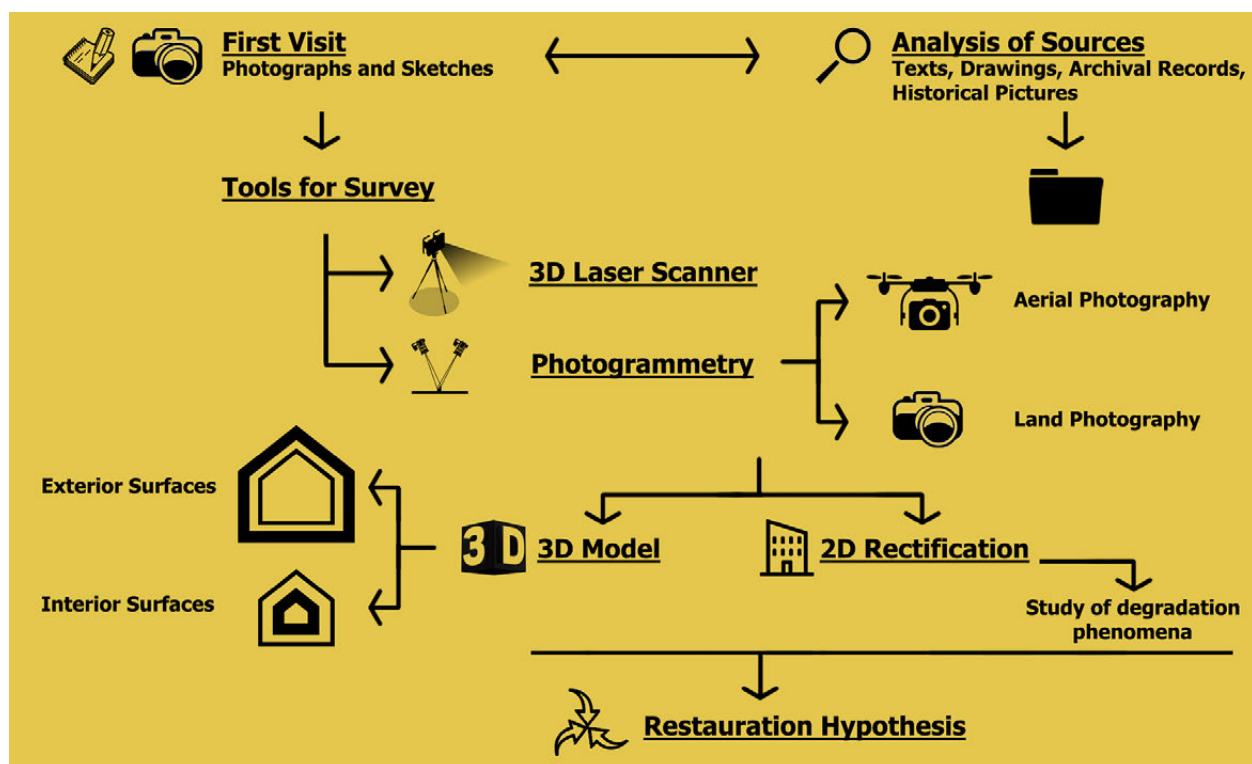 First Visit
Photographs and Sketches
Analysis of Sources
Texts, Drawings, Archival Records,
Historical Pictures
Tools for Survey
3D Laser Scanner
Aerial Photography
Photogrammetry
Land Photography
Exterior Surfaces
3D
3D Model
2D Rectification
Interior Surfaces
Study of degradation
phenomena
Restauration Hypothesis